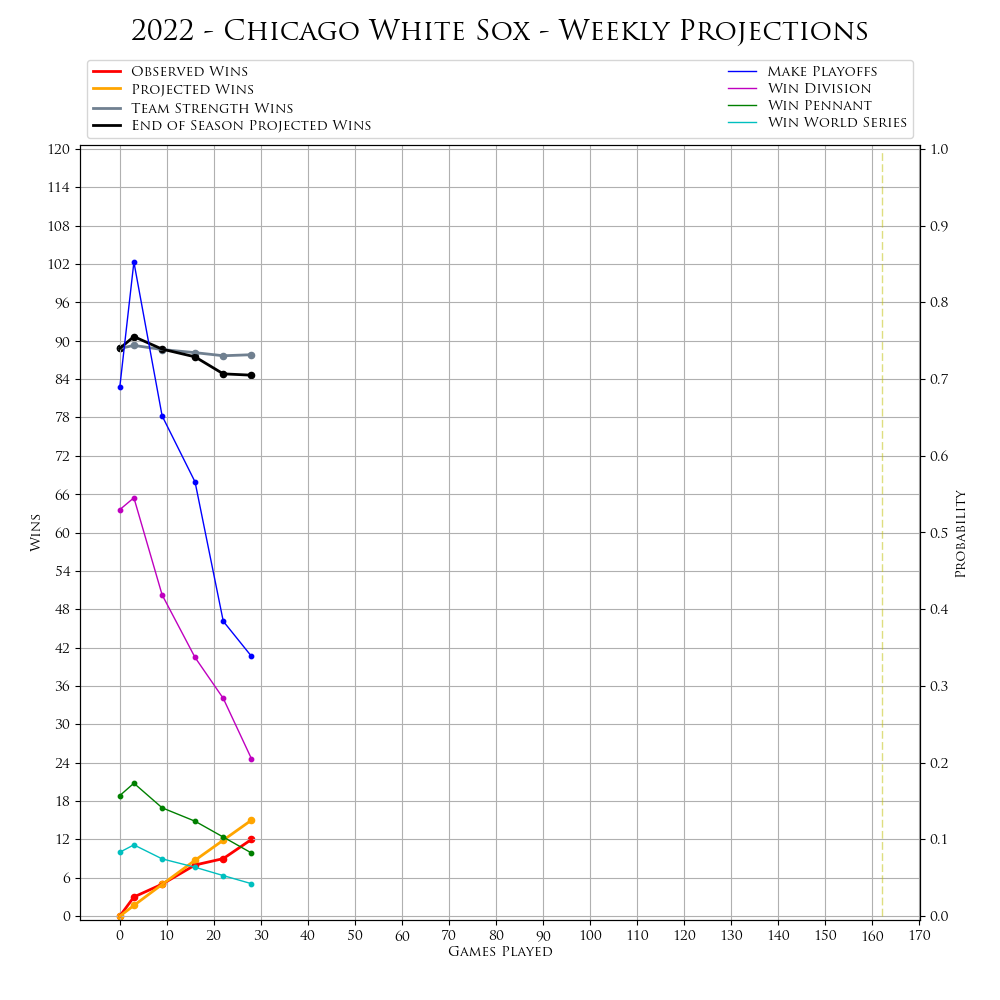 2022 - Chicago White Sox - Weekly Projections
Observed Wins
Projected Wins
Team Strength Wins
End of Season Projected Wins
Make Playoffs
Win Division
Win Pennant
Win World Series
120
114
108
102
96
90
84
78
72
66
60
54
48
42
36
30
24
18
12
6
0
Wins
1.0
0.9
0.8
0.7
0.6
0.5
0.4
0.3
0.2
0.1
0.0
Probability
0 10 20 30 40 50 60 70 80 90 100 110 120 130 140 150 160 170
Games Played